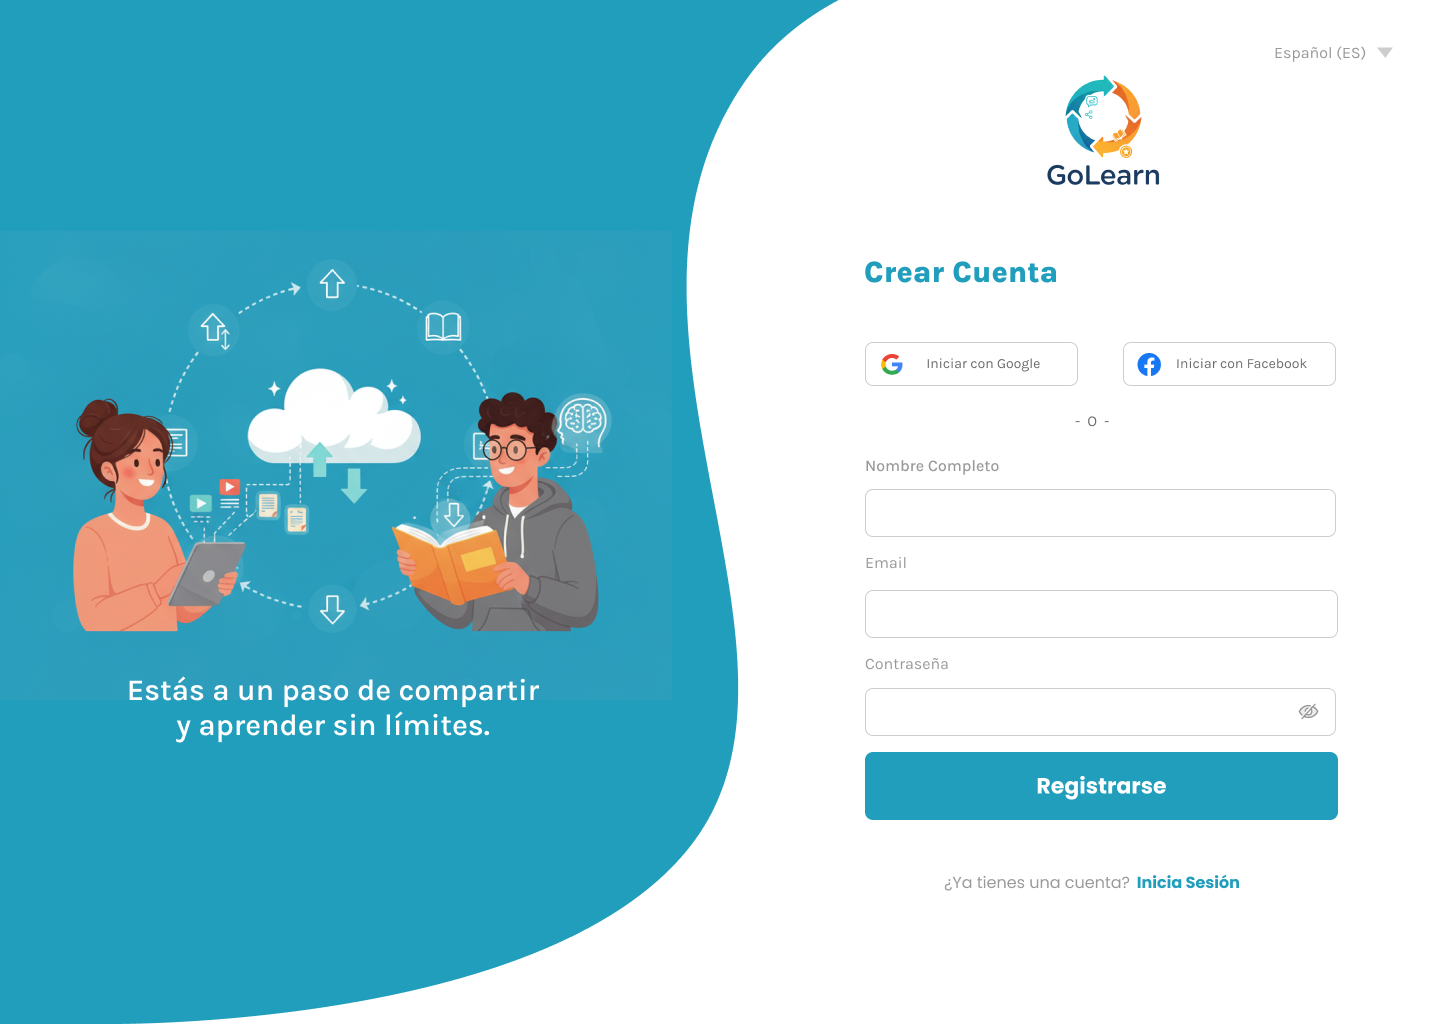 Español (ES)
GoLearn
Crear Cuenta
Iniciar con Google
Iniciar con Facebook
- O -
Nombre Completo
Email
Contraseña
Registrarse
¿Ya tienes una cuenta? Inicia Sesión
Estás a un paso de compartir
y aprender sin límites.